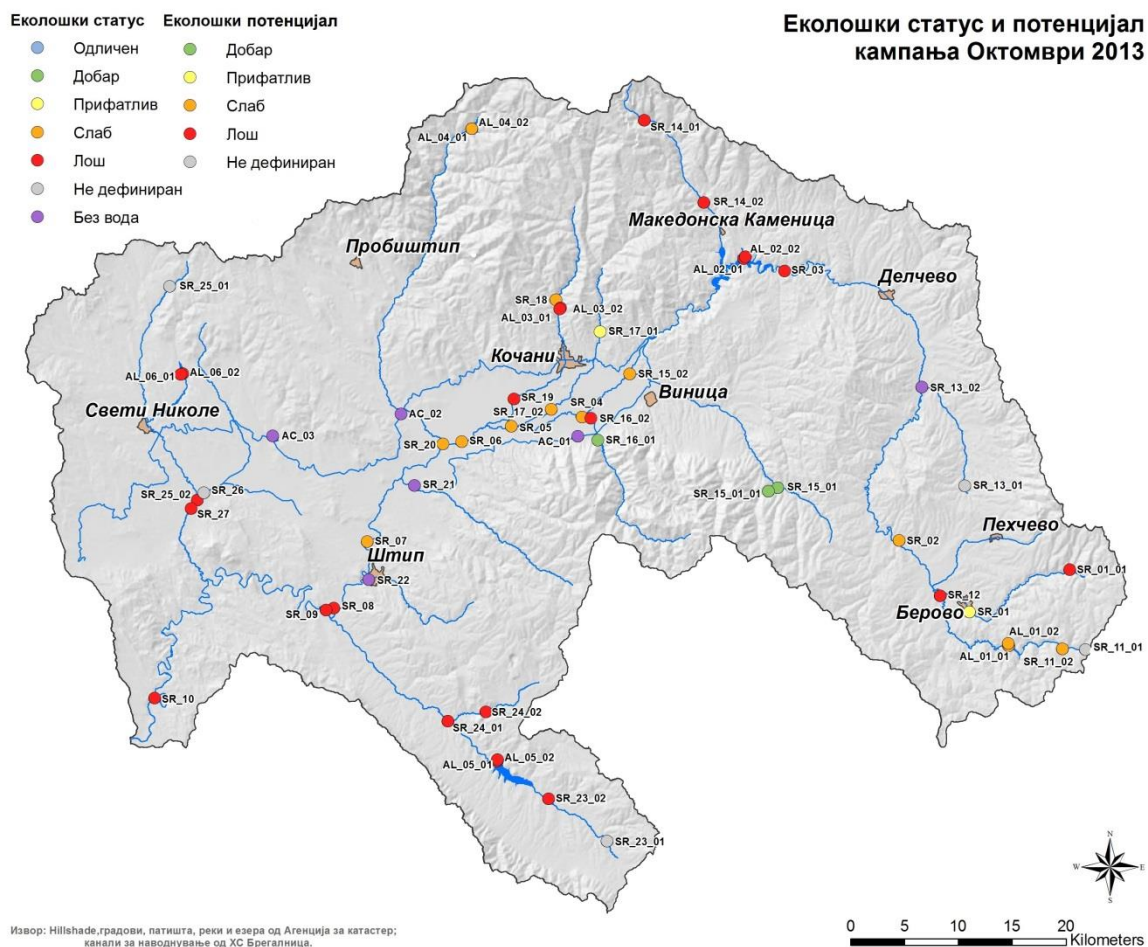 Еколошки статус и потенцијал
кампања Октомври 2013
Еколошки статус
Одличен
Добар
Прифатлив
Слаб
Лош
Не дефиниран
Без вода
Еколошки потенцијал
Добар
Прифатлив
Слаб
Лош
Не дефиниран
AL_04_02
AL_04_01
SR_14_01
SR_14_02
Македонска Каменица
Пробиштип
AL_02_02
AL_02_01
SR_03
Делчево
SR_25_01
SR_18
AL_03_02
AL_03_01
SR_17_01
Кочани
SR_15_02
AL_06_01
AL_06_02
SR_13_02
Виница
SR_19
SR_04
SR_17_02
SR_16_02
Свети Николе
AC_02
SR_05
AC_03
AC_01
SR_16_01
SR_20
SR_06
SR_21
SR_15_01
SR_15_01_01
SR_13_01
SR_26
SR_25_02
SR_27
Пехчево
SR_07
SR_02
Штип
SR_22
SR_01_01
SR_12
SR_08
SR_09
Берово
SR_01
AL_01_02
SR_11_01
AL_01_01
SR_11_02
SR_10
SR_24_02
SR_24_01
AL_05_02
AL_05_01
SR_23_02
SR_23_01
N
W
E
S
Извор: Hillshade,градови, патишта, реки и езера од Агенција за катастер;
канали за наводнување од ХС Брегалница.
0 5 10 15 20
Kilometers